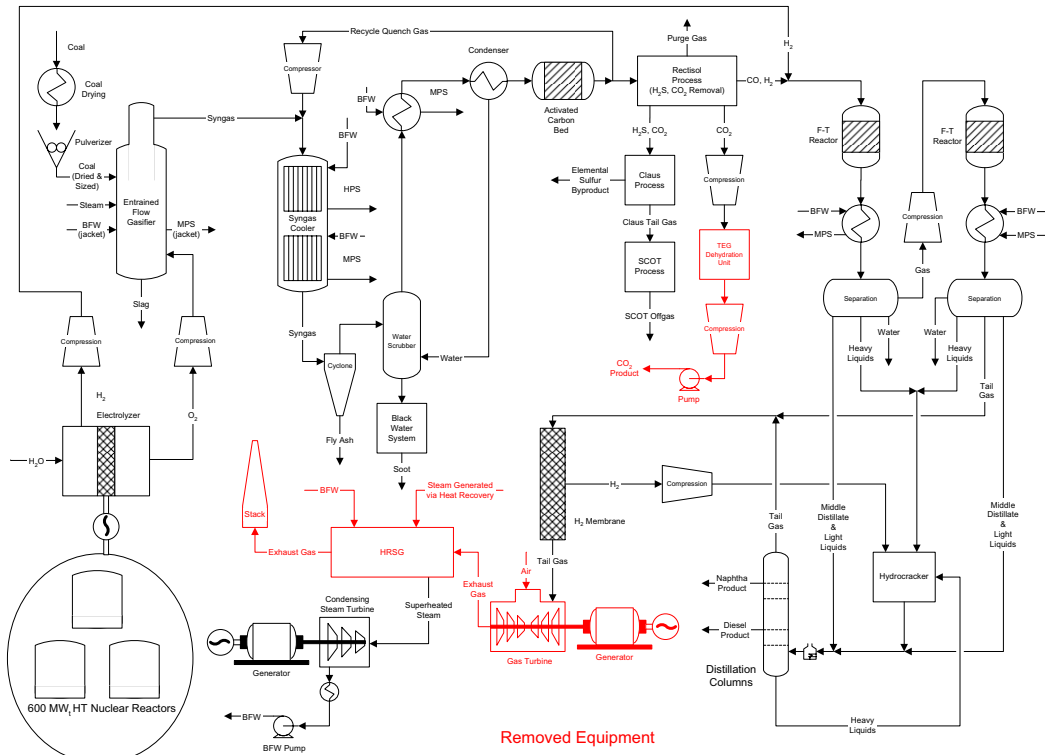 Recycle Quench Gas
Purge Gas
H2
Coal
Compressor
Condenser
Rectisol
Process
(H2S, CO2
Removal)
CO, H2
Coal
Drying
BFW
MPS
Activated
Carbon
Bed
Syngas
Pulverizer
BFW
H2S, CO2
CO2
F-T
Reactor
F-T
Reactor
Coal
(Dried &
Sized)
Steam
BFW
(jacket)
Entrained
Flow
Gasifier
MPS
(jacket)
HPS
Syngas
Cooler
BFW
MPS
Elemental
Sulfur
Byproduct
Claus
Process
Compression
Claus Tail Gas
BFW
MPS
Compression
BFW
MPS
TEG
Dehydration
Unit
SCOT
Process
Gas
Slag
Separation
Separation
SCOT Offgas
Compression
Compression
Compression
Syngas
Water
Scrubber
Water
Water
Water
Heavy
Liquids
Heavy
Liquids
Cyclone
CO2
Product
Pump
Tail
Gas
H2
O2
Electrolyzer
Black
Water
System
Fly Ash
H2O
Soot
BFW
Steam Generated
via Heat Recovery
H2
Compression
H2 Membrane
Stack
Middle
Distillate
&
Light
Liquids
Middle
Distillate
&
Light
Liquids
Tail
Gas
HRSG
Exhaust Gas
Tail Gas
Air
Exhaust
Gas
Hydrocracker
Naphtha
Product
Condensing
Steam Turbine
Superheated
Steam
Diesel
Product
Generator
Gas Turbine
Generator
Distillation
Columns
600 MWt HT Nuclear Reactors
BFW
BFW Pump
Heavy
Liquids
Removed Equipment